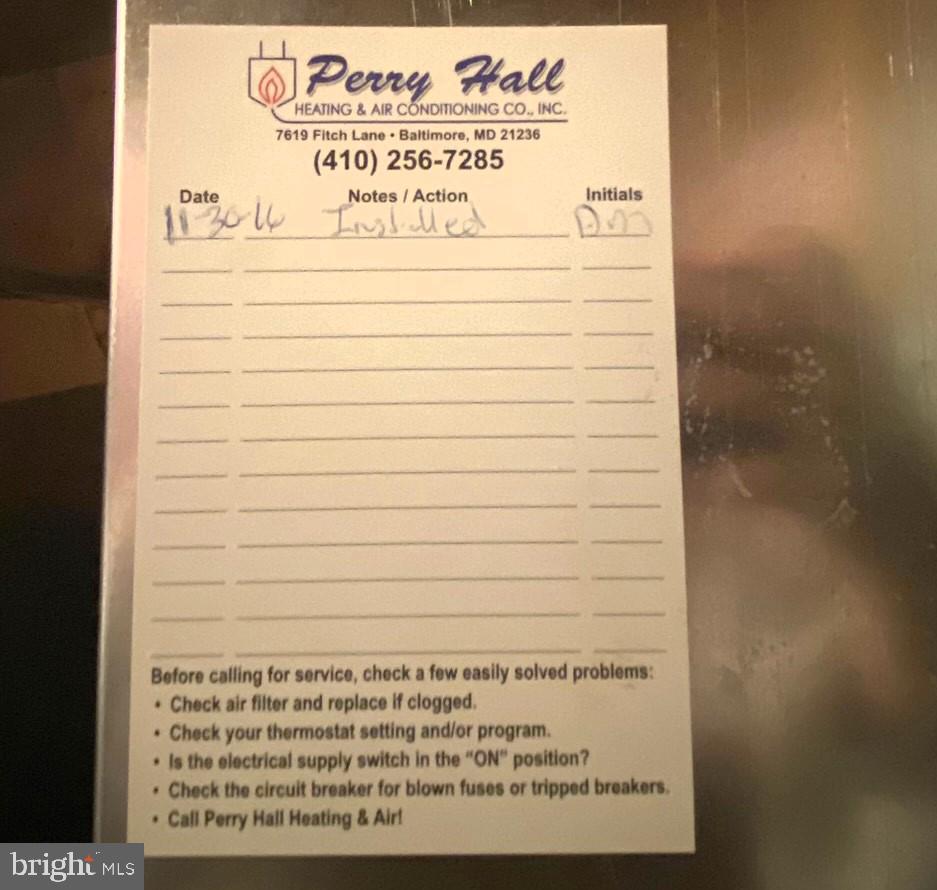 Perry Hall
HEATING & AIR CONDITIONING CO., INC.
7619 Fitch Lane • Baltimore, MD 21236
(410) 256-7285
Date Notes / Action Initials
11-30-16 Installed DM
Before calling for service, check a few easily solved problems:
• Check air filter and replace if clogged.
• Check your thermostat setting and/or program.
• Is the electrical supply switch in the "ON" position?
• Check the circuit breaker for blown fuses or tripped breakers.
• Call Perry Hall Heating & Air!
bright MLS